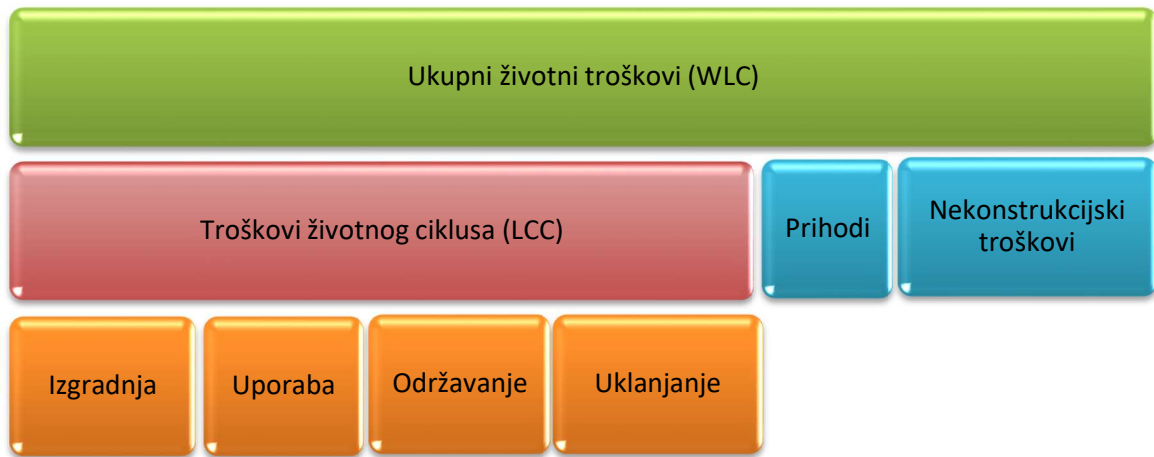 Ukupni životni troškovi (WLC)
Troškovi životnog ciklusa (LCC)
Prihodi
Nekonstrukcijski
troškovi
Izgradnja
Uporaba
Održavanje
Uklanjanje